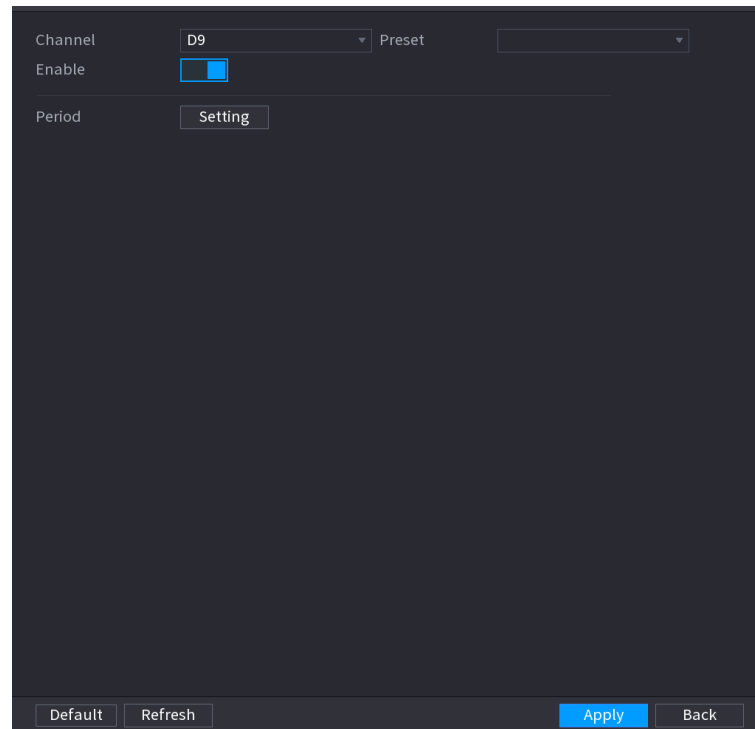 Channel D9 Preset
Enable
Period Setting
Default Refresh Apply Back